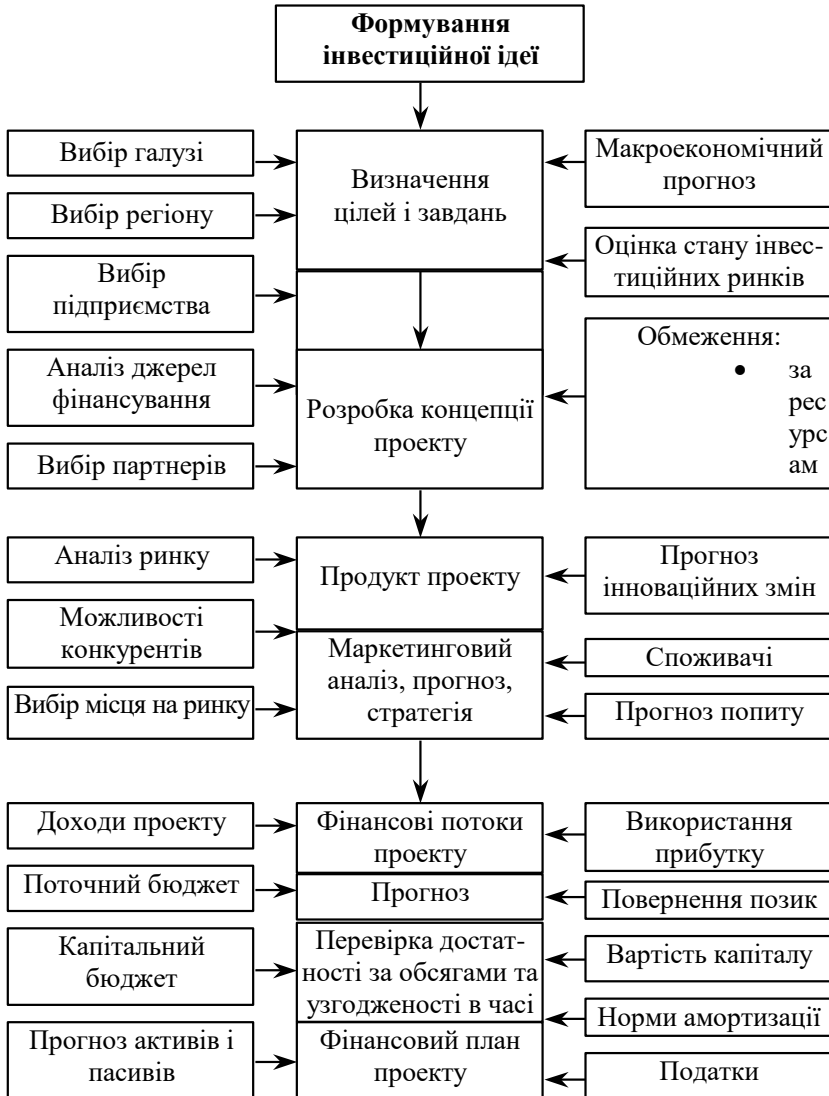 Формування
інвестиційної ідеї
Вибір галузі
Вибір регіону
Вибір
підприємства
Аналіз джерел
фінансування
Вибір партнерів
Визначення
цілей і завдань
Розробка концепції
проекту
Макроекономічний
прогноз
Оцінка стану інвес-
тиційних ринків
Обмеження:
• за
рес
урс
ам
Аналіз ринку
Можливості
конкурентів
Вибір місця на ринку
Продукт проекту
Маркетинговий
аналіз, прогноз,
стратегія
Прогноз
інноваційних змін
Споживачі
Прогноз попиту
Доходи проекту
Поточний бюджет
Капітальний
бюджет
Прогноз активів і
пасивів
Фінансові потоки
проекту
Прогноз
Перевірка достат-
ності за обсягами та
узгодженості в часі
Фінансовий план
проекту
Використання
прибутку
Повернення позик
Вартість капіталу
Норми амортизації
Податки